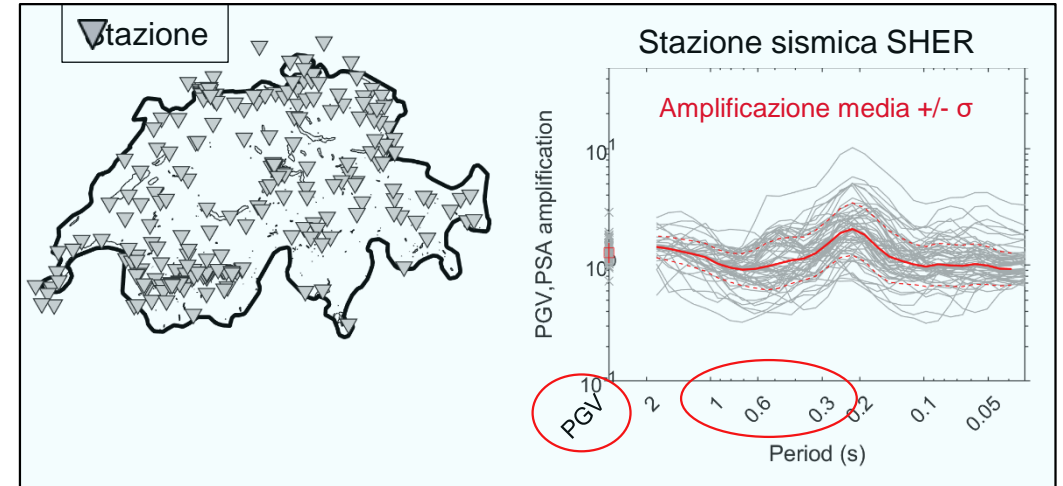 Stazione
Stazione sismica SHER
Amplificazione media +/- σ
PGV,PSA amplification
10^1
10^0
10^-1
PGV
2
1
0.6
0.3
0.2
0.1
0.05
Period (s)